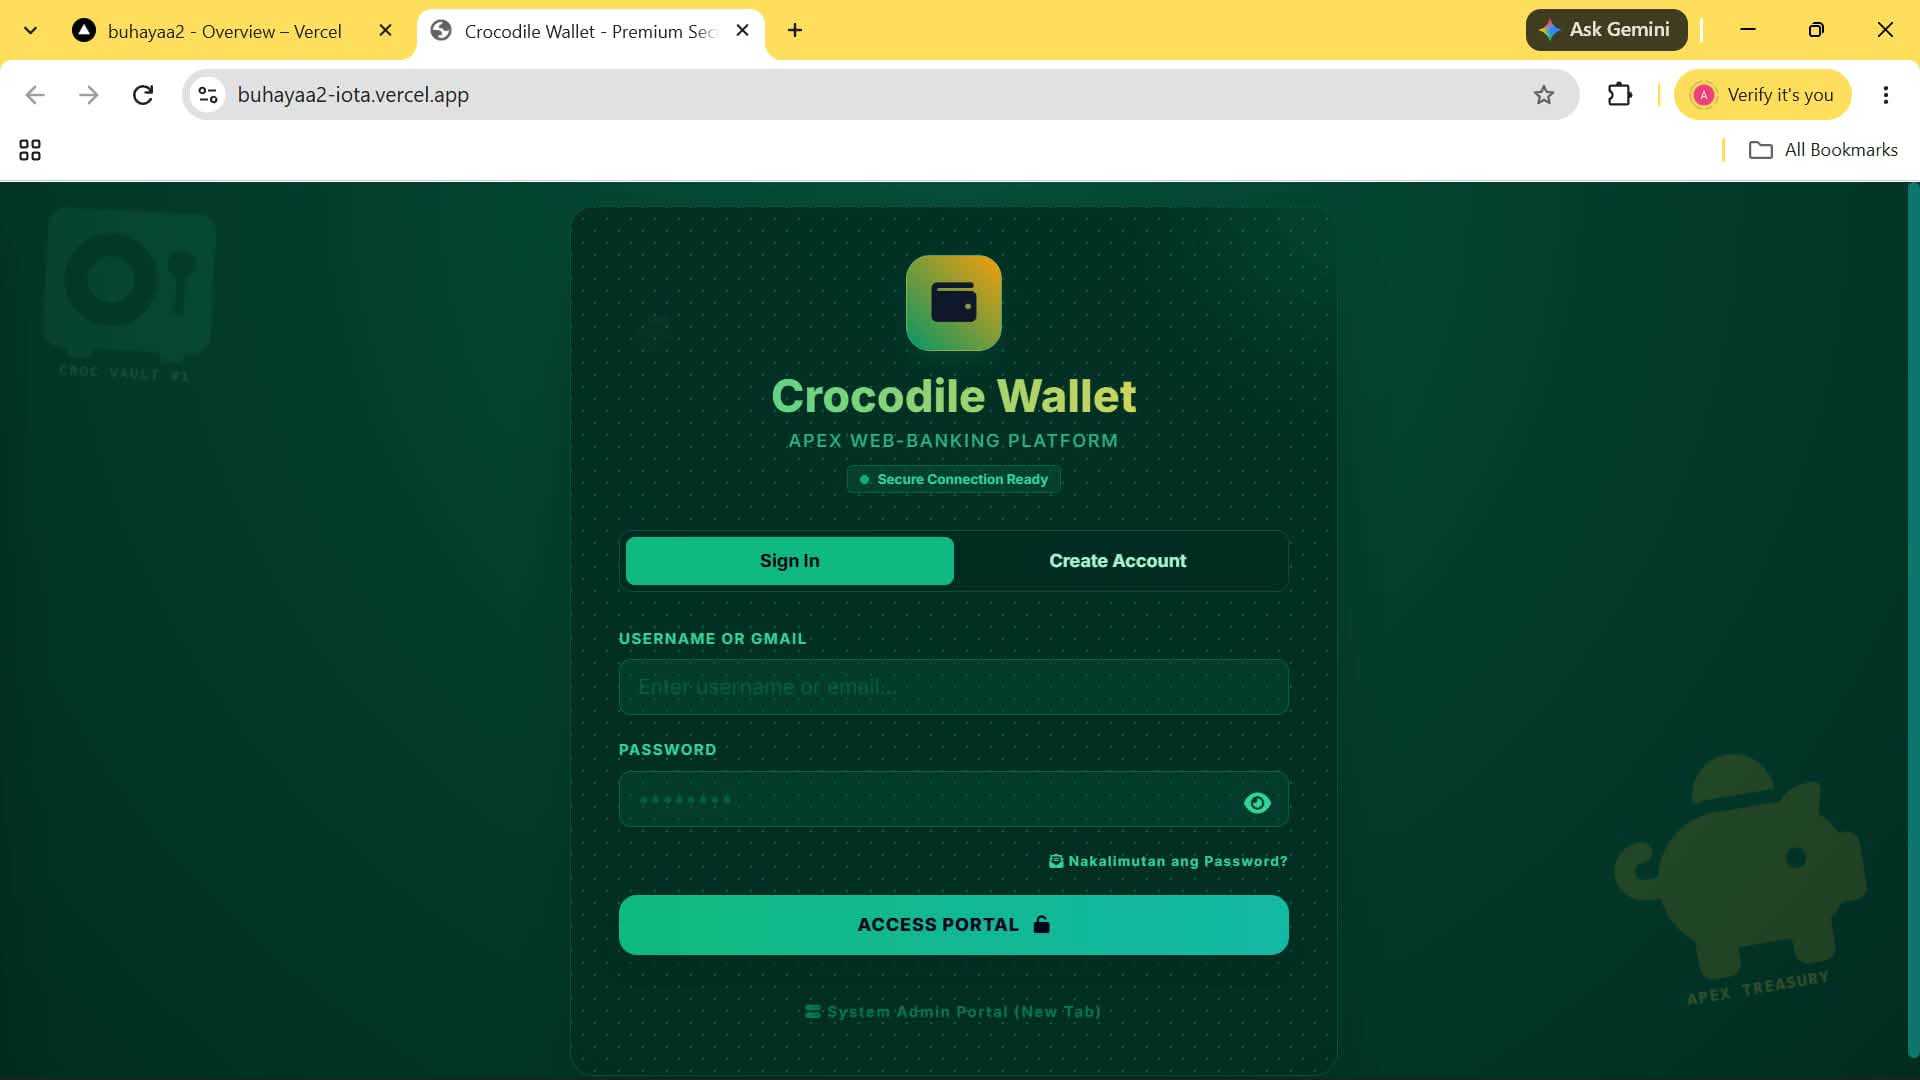 buhayaa2 - Overview – Vercel
Crocodile Wallet - Premium Sec
Ask Gemini
buhayaa2-iota.vercel.app
A
Verify it's you
All Bookmarks
CROC VAULT #1
Crocodile Wallet
APEX WEB-BANKING PLATFORM
Secure Connection Ready
Sign In
Create Account
USERNAME OR GMAIL
Enter username or email...
PASSWORD
••••••••
Nakalimutan ang Password?
ACCESS PORTAL
System Admin Portal (New Tab)
APEX TREASURY